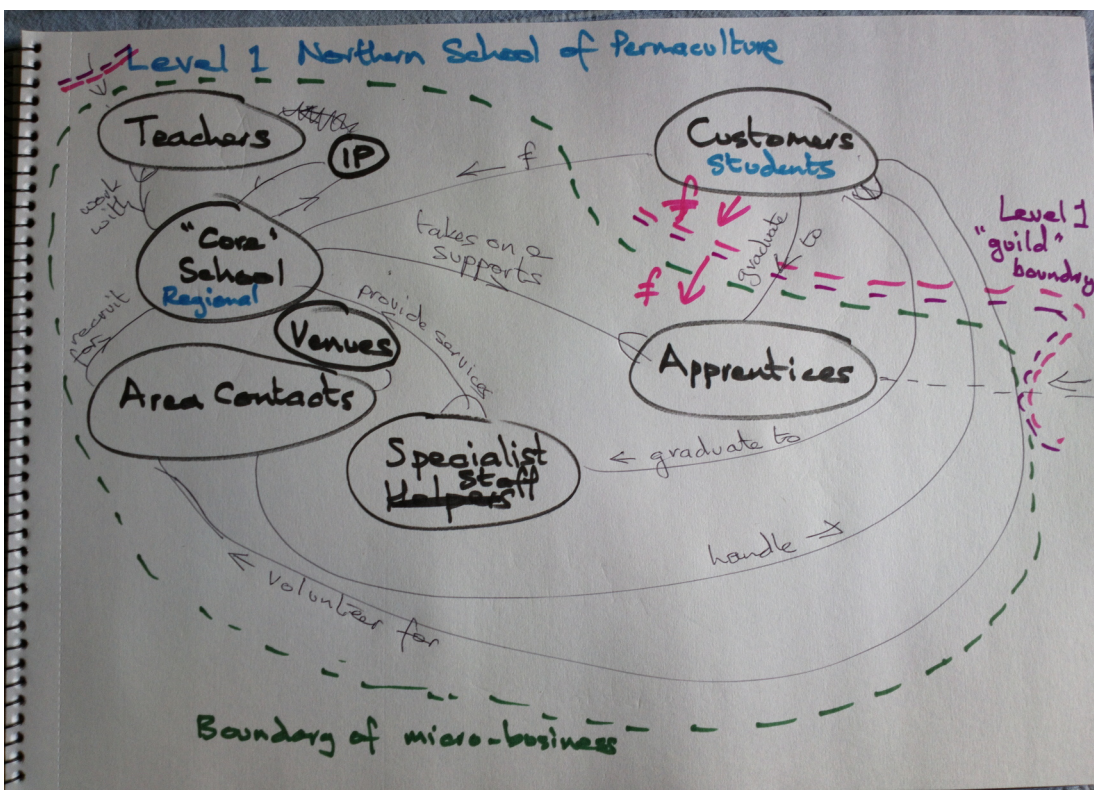 Level 1 Northern School of Permaculture
Teachers
IP
work
with
"Core"
School
Regional
recruit
for
Venues
Area Contacts
provide services
Specialist
Staff
Helpers
£
takes on &
supports
Customers
Students
£
£
graduate
to
Apprentices
Level 1
"guild"
boundry
graduate to
handle
volunteer for
Boundary of micro-business